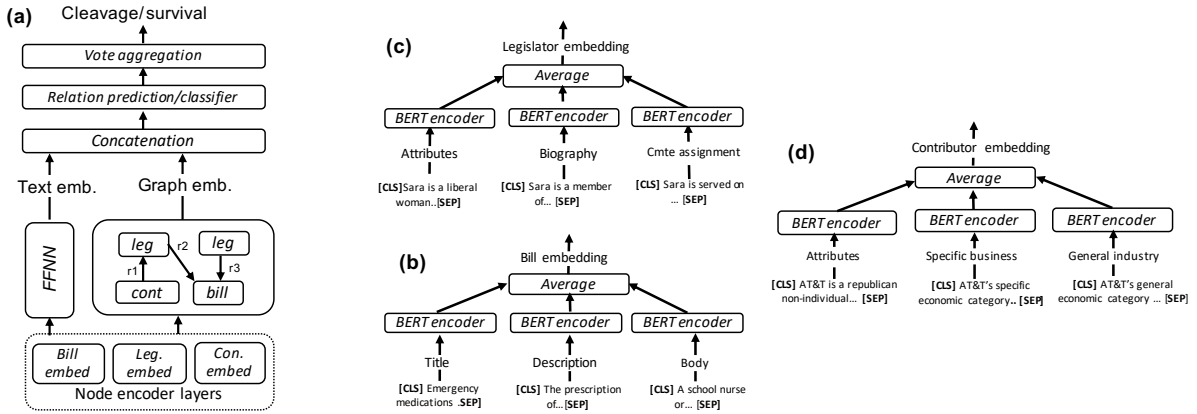 (a)
Cleavage/survival
Vote aggregation
Relation prediction/classifier
Concatenation
Text emb.
Graph emb.
FFNN
leg
r2
leg
r1
r3
cont
bill
Bill
embed
Leg.
embed
Con.
embed
Node encoder layers
(c)
Legislator embedding
Average
BERT encoder
BERT encoder
BERT encoder
Attributes
Biography
Cmte assignment
[CLS]Sara is a liberal
woman..[SEP]
[CLS] Sara is a member
of... [SEP]
[CLS] Sara is served on
... [SEP]
(b)
Bill embedding
Average
BERT encoder
BERT encoder
BERT encoder
Title
Description
Body
[CLS] Emergency
medications .SEP]
[CLS] The prescription
of...[SEP]
[CLS] A school nurse
or... [SEP]
(d)
Contributor embedding
Average
BERT encoder
BERT encoder
BERT encoder
Attributes
Specific business
General industry
[CLS] AT&T is a republican
non-individual... [SEP]
[CLS] AT&T's specific
economic category.. [SEP]
[CLS] AT&T's general
economic category ... [SEP]